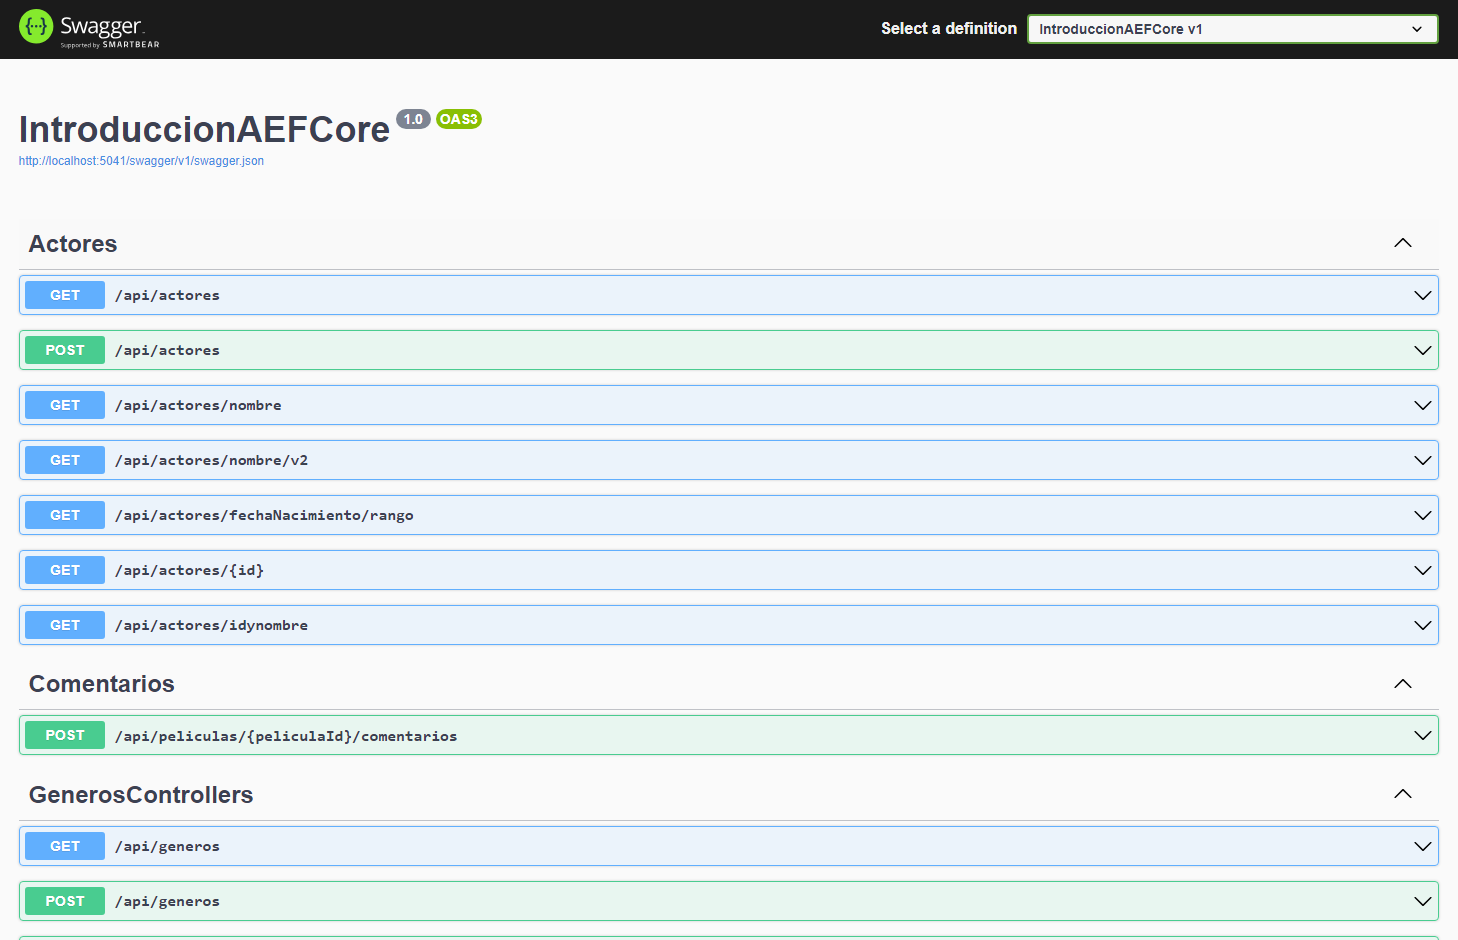 Swagger.
Supported by SMARTBEAR
Select a definition
IntroduccionAEFCore v1
IntroduccionAEFCore 1.0 OAS3
http://localhost:5041/swagger/v1/swagger.json
Actores
GET /api/actores
POST /api/actores
GET /api/actores/nombre
GET /api/actores/nombre/v2
GET /api/actores/fechaNacimiento/rango
GET /api/actores/{id}
GET /api/actores/idynombre
Comentarios
POST /api/peliculas/{peliculaId}/comentarios
GenerosControllers
GET /api/generos
POST /api/generos